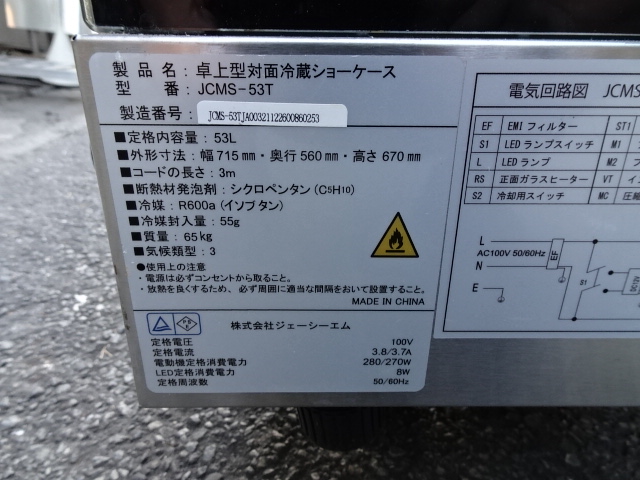 製品名：卓上型対面冷蔵ショーケース
型　番：JCMS-53T
製造番号：JCMS-53TJA00321122600860253
■定格内容量：53L
■外形寸法：幅715mm・奥行560mm・高さ670mm
■コードの長さ：3m
■断熱材発泡剤：シクロペンタン（C5H10）
■冷媒：R600a（イソブタン）
■冷媒封入量：55g
■質量：65kg
■気候類型：3
●使用上の注意
・電源は必ずコンセントから取ること。
・放熱を良くするため、必ず周囲に適当な間隔をおいて設置すること。
MADE IN CHINA
株式会社ジェーシーエム
定格電圧 100V
定格電流 3.8/3.7A
電動機定格消費電力 280/270W
LED定格消費電力 8W
定格周波数 50/60Hz
電気回路図 JCMS
EF EMIフィルター ST1
S1 LEDランプスイッチ M1
L LEDランプ M2
RS 正面ガラスヒーター VT
S2 冷却用スイッチ MC 圧縮
L
AC100V 50/60Hz
N
E
EF
S1